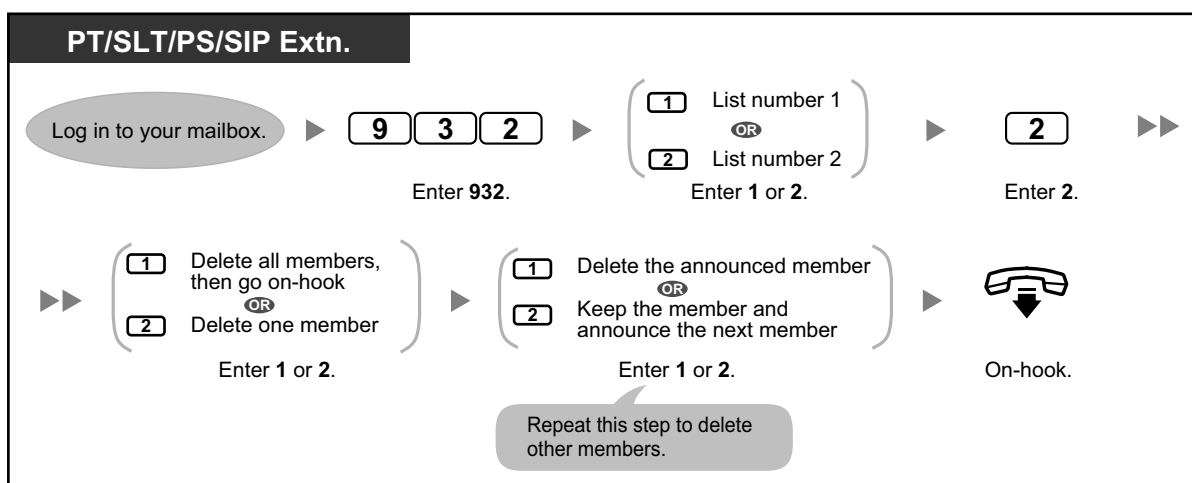 PT/SLT/PS/SIP Extn.
Log in to your mailbox.
9 3 2
Enter 932.
1 List number 1
OR
2 List number 2
Enter 1 or 2.
2
Enter 2.
1 Delete all members,
then go on-hook
OR
2 Delete one member
Enter 1 or 2.
1 Delete the announced member
OR
2 Keep the member and
announce the next member
Enter 1 or 2.
Repeat this step to delete
other members.
On-hook.